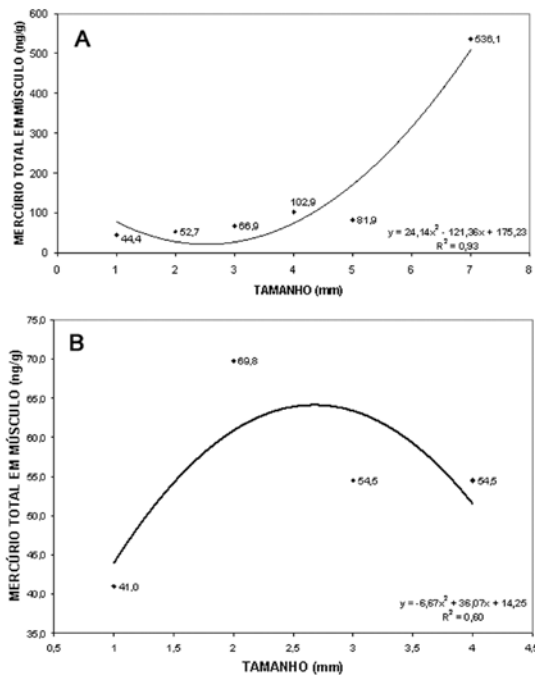 A
MERCÚRIO TOTAL EM MÚSCULO (ng/g)
600
500
400
300
200
100
0
536,1
102,9
81,9
66,9
52,7
44,4
y = 24,14x² - 121,36x + 175,23
R² = 0,93
0 1 2 3 4 5 6 7 8
TAMANHO (mm)
B
MERCÚRIO TOTAL EM MÚSCULO (ng/g)
75,0
70,0
65,0
60,0
55,0
50,0
45,0
40,0
35,0
69,8
54,5
54,5
41,0
y = -6,67x² + 36,07x + 14,25
R² = 0,60
0,5 1 1,5 2 2,5 3 3,5 4 4,5
TAMANHO (mm)